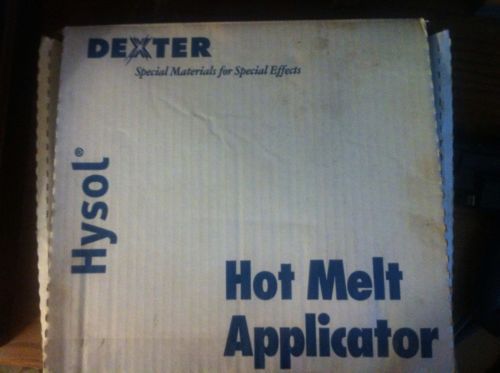 DEXTER
Special Materials for Special Effects
Hysol®
Hot Melt
Applicator